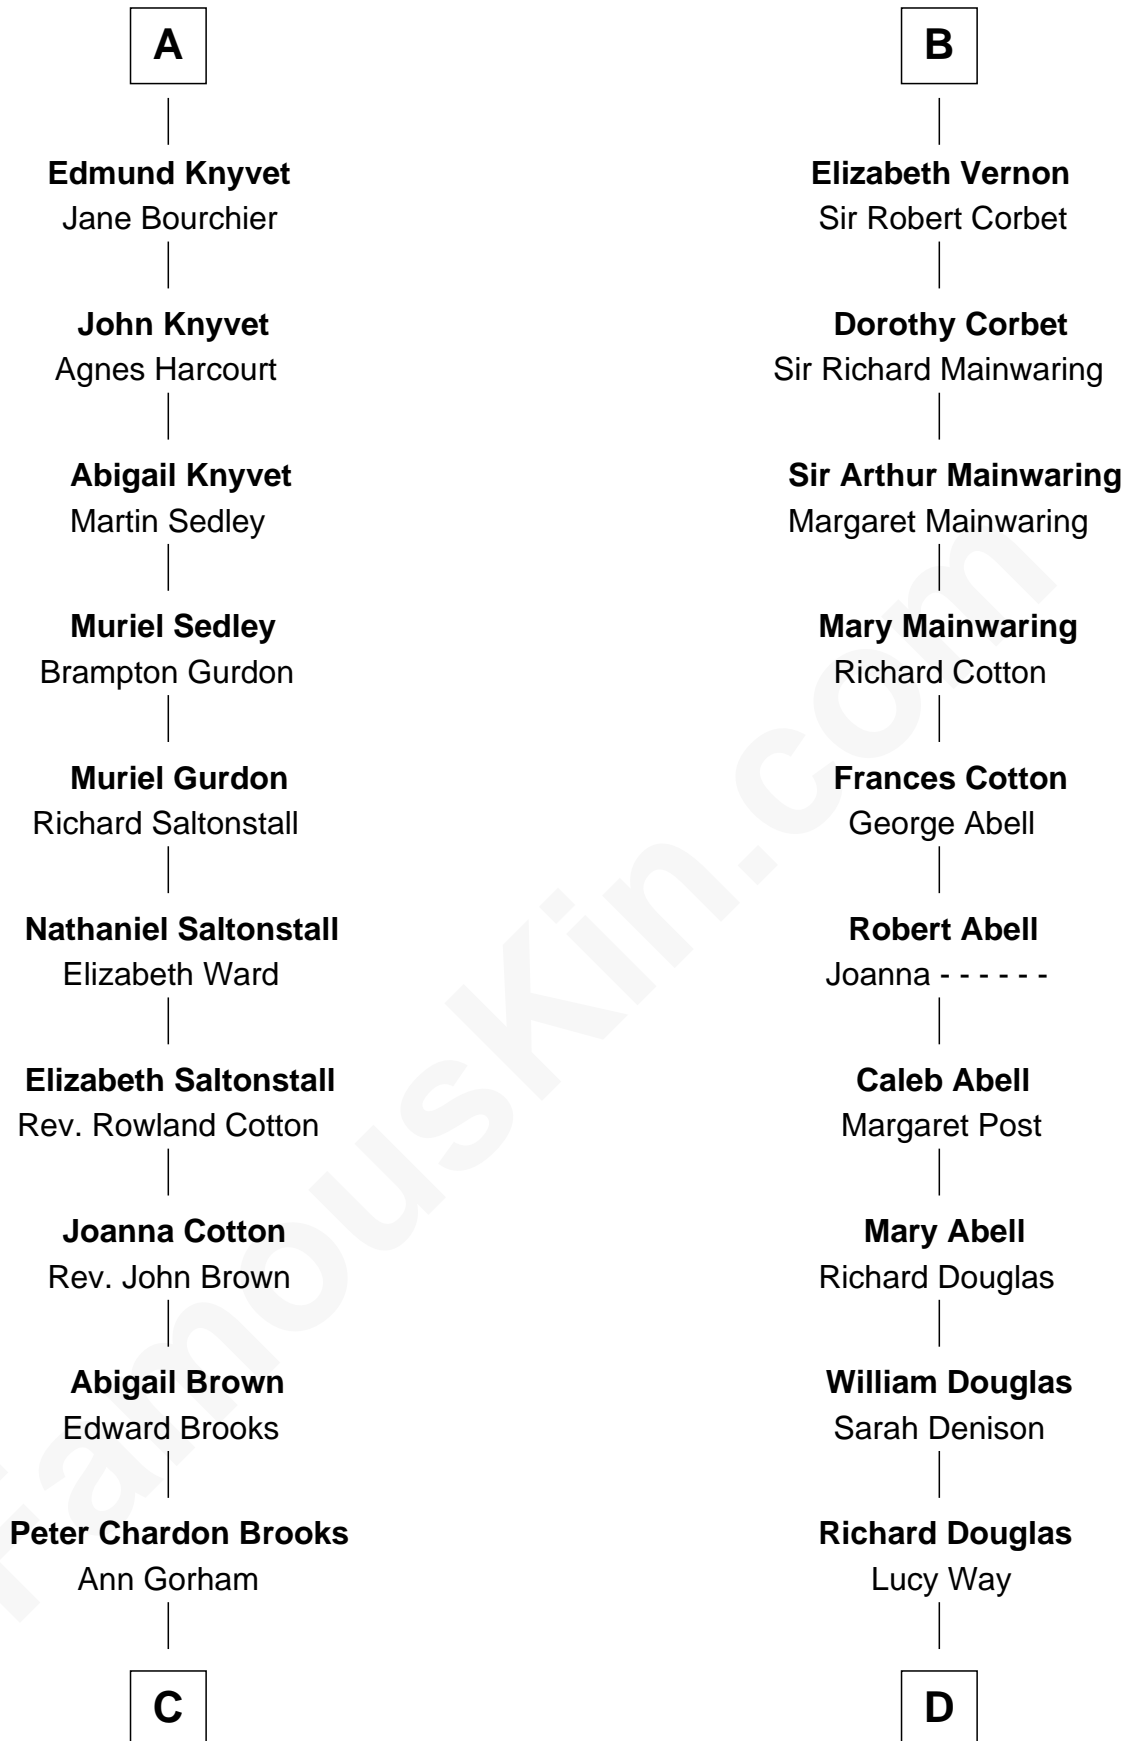 A
Edmund Knyvet
Jane Bourchier
John Knyvet
Agnes Harcourt
Abigail Knyvet
Martin Sedley
Muriel Sedley
Brampton Gurdon
Muriel Gurdon
Richard Saltonstall
Nathaniel Saltonstall
Elizabeth Ward
Elizabeth Saltonstall
Rev. Rowland Cotton
Joanna Cotton
Rev. John Brown
Abigail Brown
Edward Brooks
Peter Chardon Brooks
Ann Gorham
C
B
Elizabeth Vernon
Sir Robert Corbet
Dorothy Corbet
Sir Richard Mainwaring
Sir Arthur Mainwaring
Margaret Mainwaring
Mary Mainwaring
Richard Cotton
Frances Cotton
George Abell
Robert Abell
Joanna - - - - - -
Caleb Abell
Margaret Post
Mary Abell
Richard Douglas
William Douglas
Sarah Denison
Richard Douglas
Lucy Way
D
FamousKin.com